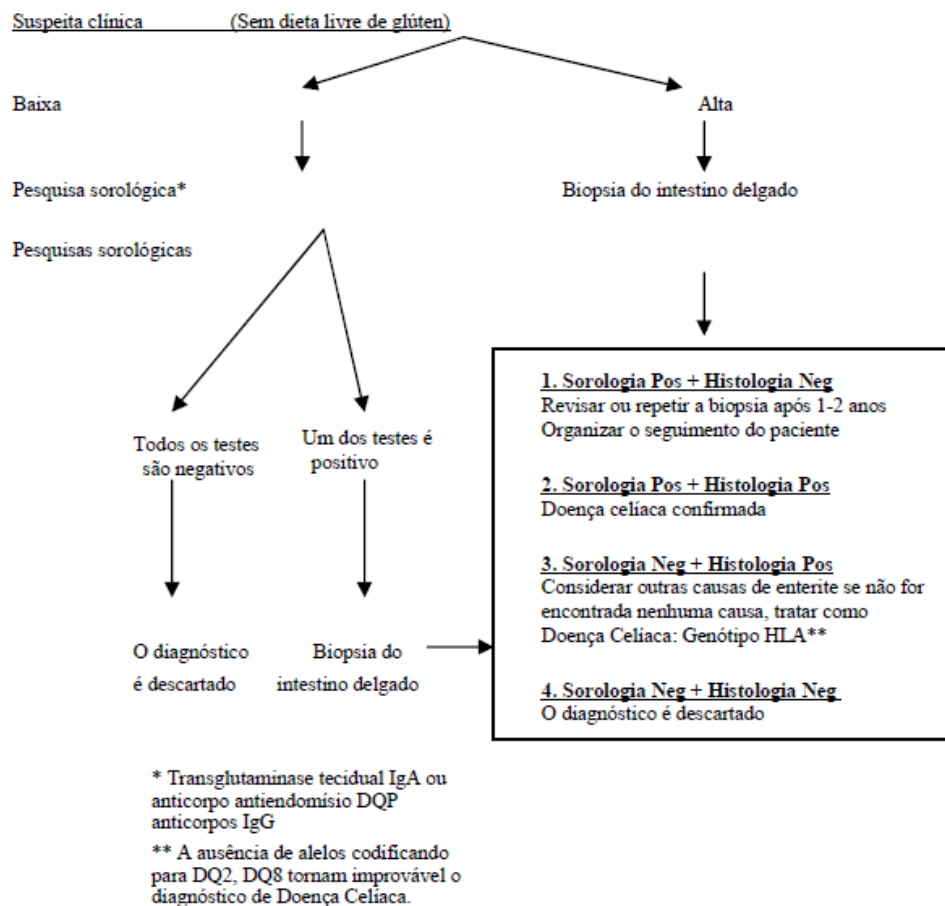 Suspeita clínica (Sem dieta livre de glúten)
Baixa
Alta
Pesquisa sorológica*
Biopsia do intestino delgado
Pesquisas sorológicas
Todos os testes
são negativos
Um dos testes é
positivo
O diagnóstico
é descartado
Biopsia do
intestino delgado
1. Sorologia Pos + Histologia Neg
Revisar ou repetir a biopsia após 1-2 anos
Organizar o seguimento do paciente
2. Sorologia Pos + Histologia Pos
Doença celíaca confirmada
3. Sorologia Neg + Histologia Pos
Considerar outras causas de enterite se não for
encontrada nenhuma causa, tratar como
Doença Celíaca: Genótipo HLA**
4. Sorologia Neg + Histologia Neg
O diagnóstico é descartado
* Transglutaminase tecidual IgA ou
anticorpo antiendomísio DQP
anticorpos IgG
** A ausência de alelos codificando
para DQ2, DQ8 tornam improvável o
diagnóstico de Doença Celíaca.